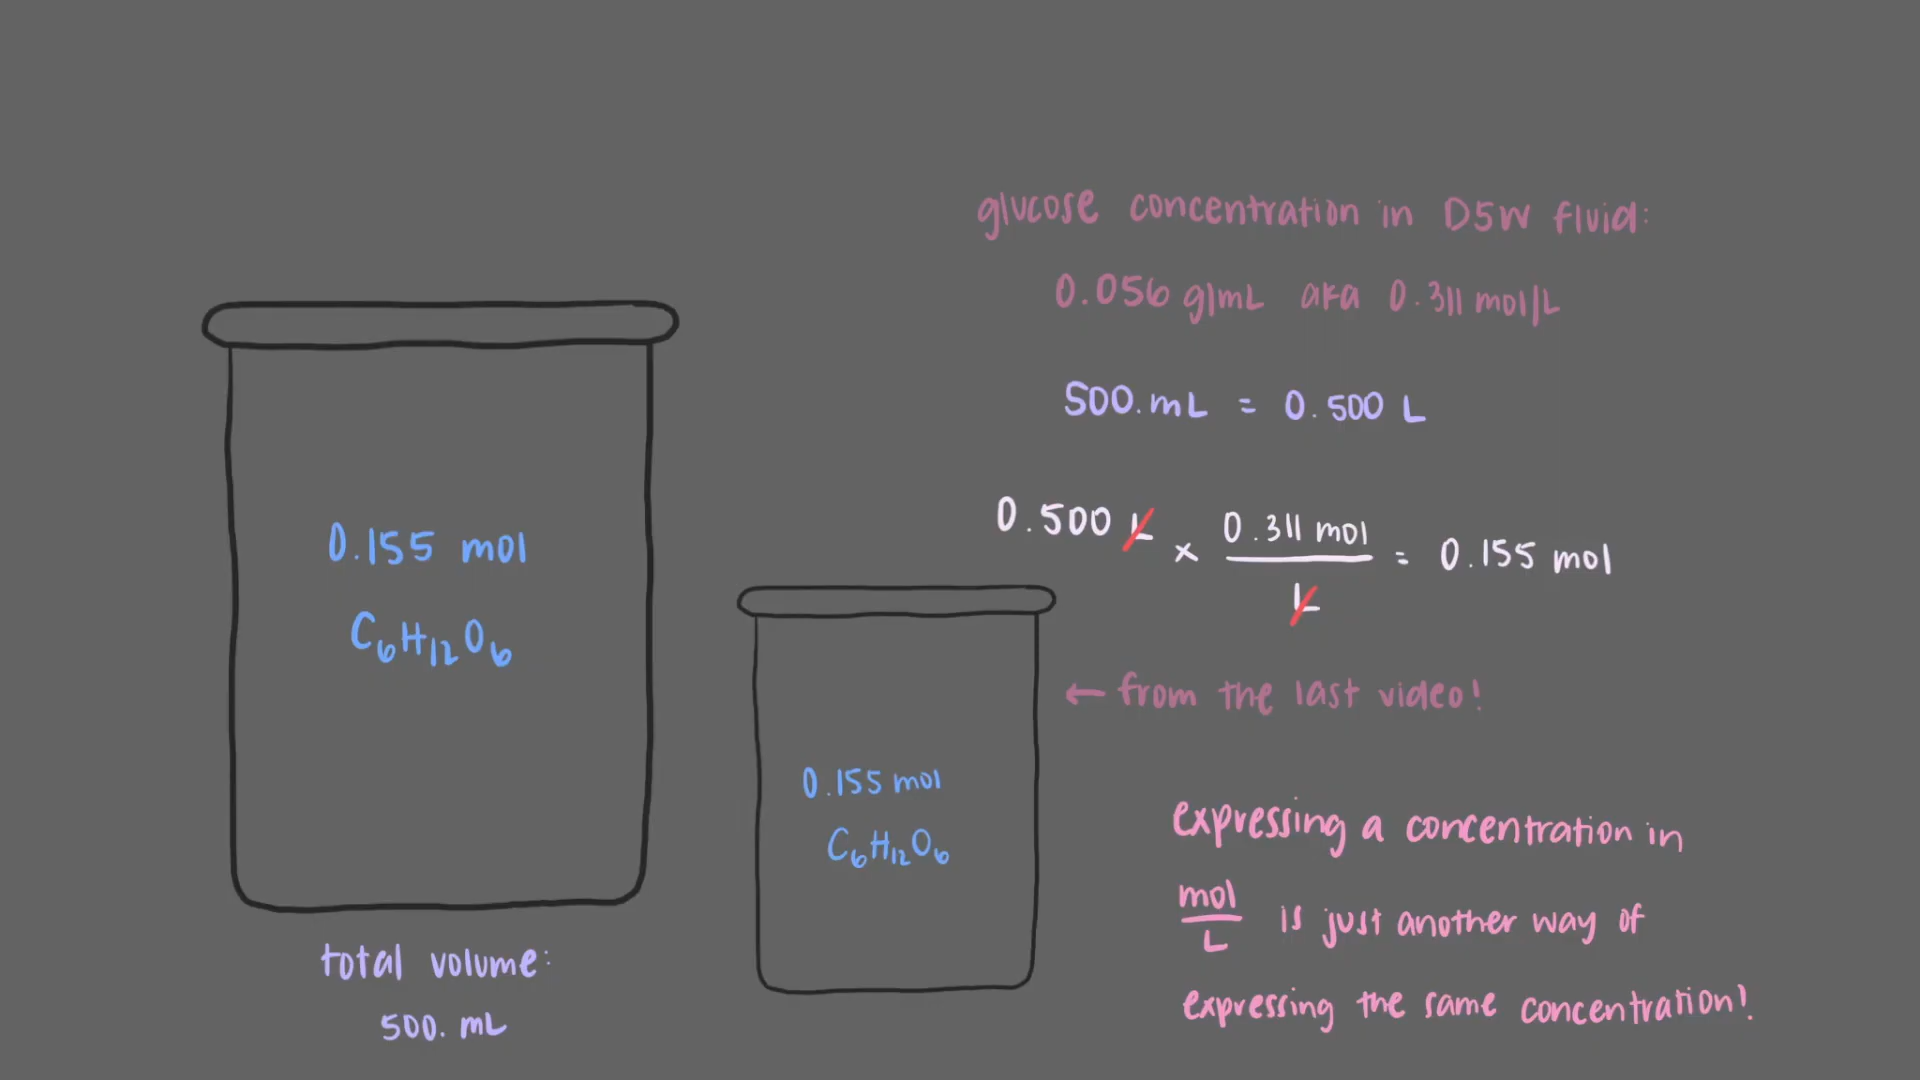 glucose concentration in D5W fluid:
0.056 g/mL aka 0.311 mol/L
500. mL = 0.500 L
0.500 L × 0.311 mol / L = 0.155 mol
0.155 mol
C₆H₁₂O₆
total volume:
500. mL
← from the last video!
0.155 mol
C₆H₁₂O₆
expressing a concentration in
mol / L is just another way of
expressing the same concentration!